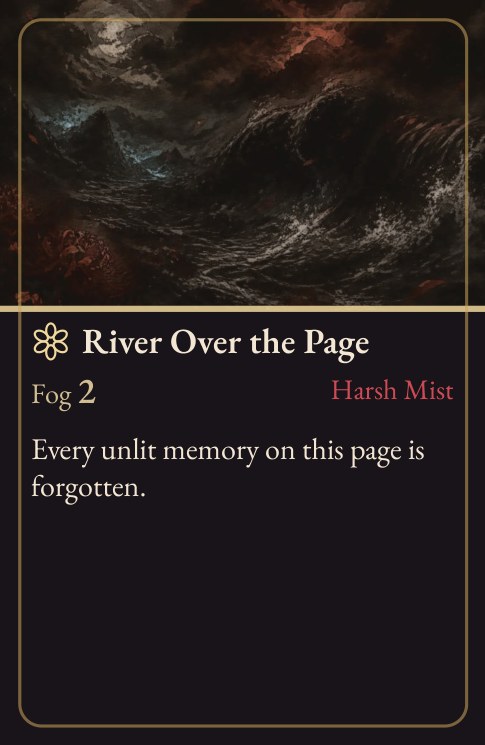 River Over the Page
Fog 2
Harsh Mist
Every unlit memory on this page is
forgotten.